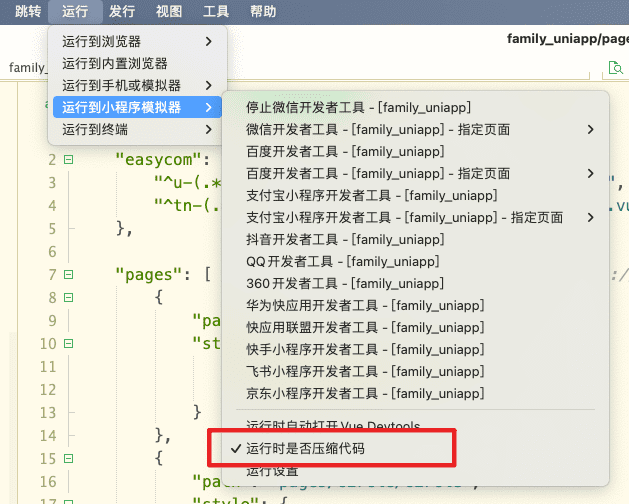 跳转 运行 发行 视图 工具 帮助
family_uniapp/page
family_
运行到浏览器
运行到内置浏览器
运行到手机或模拟器
运行到小程序模拟器
运行到终端
停止微信开发者工具 - [family_uniapp]
微信开发者工具 - [family_uniapp] - 指定页面
百度开发者工具 - [family_uniapp]
百度开发者工具 - [family_uniapp] - 指定页面
支付宝小程序开发者工具 - [family_uniapp]
支付宝小程序开发者工具 - [family_uniapp] - 指定页面
抖音开发者工具 - [family_uniapp]
QQ开发者工具 - [family_uniapp]
360开发者工具 - [family_uniapp]
华为快应用开发者工具 - [family_uniapp]
快应用联盟开发者工具 - [family_uniapp]
快手小程序开发者工具 - [family_uniapp]
飞书小程序开发者工具 - [family_uniapp]
京东小程序开发者工具 - [family_uniapp]
运行时自动打开Vue Devtools
✓ 运行时是否压缩代码
运行设置
2 "easycom":
3 "^u-(.* ",
4 "^tn-(. .vu
5 },
6
7 "pages": [ /
8 {
9 "pa
10 "st
11
12
13 }
14 },
15 {
16
17 "style": {